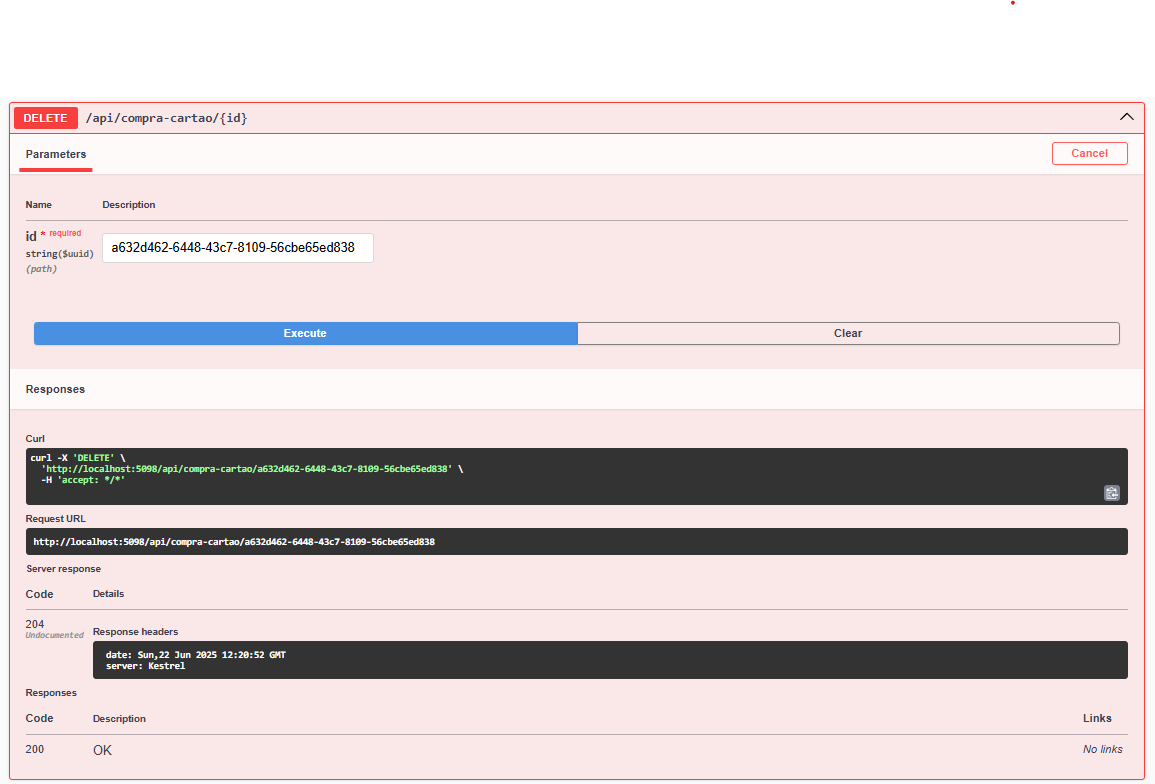 DELETE /api/compra-cartao/{id}
Parameters
Cancel
Name Description
id * required
string($uuid)
(path)
a632d462-6448-43c7-8109-56cbe65ed838
Execute Clear
Responses
Curl
curl -X 'DELETE' \
'http://localhost:5098/api/compra-cartao/a632d462-6448-43c7-8109-56cbe65ed838' \
-H 'accept: */*'
Request URL
http://localhost:5098/api/compra-cartao/a632d462-6448-43c7-8109-56cbe65ed838
Server response
Code Details
204
Undocumented
Response headers
date: Sun,22 Jun 2025 12:20:52 GMT
server: Kestrel
Responses
Code Description Links
200 OK No links